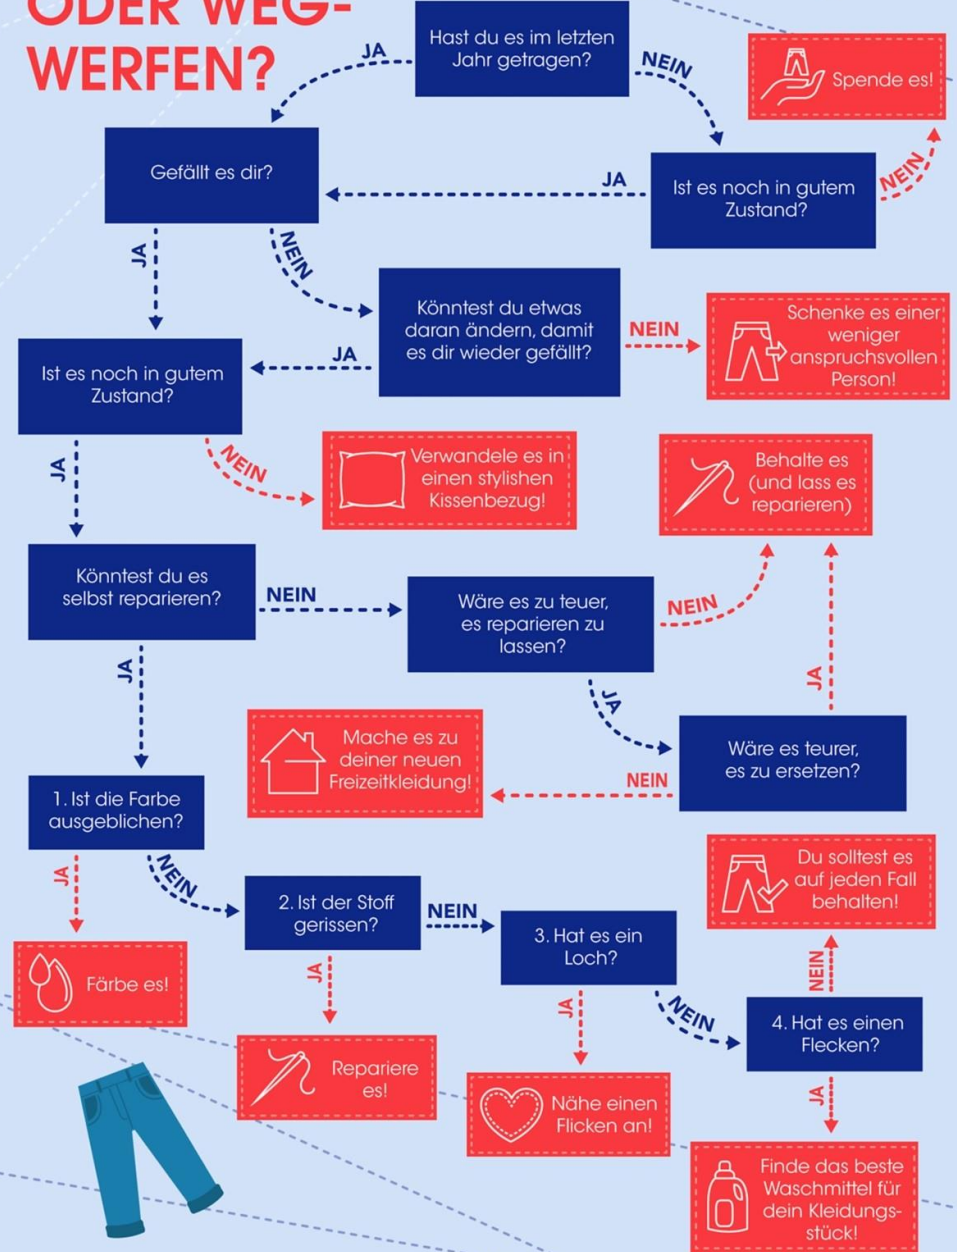 ODER WEG-
WERFEN?
Hast du es im letzten
Jahr getragen?
JA
NEIN
Spende es!
Gefällt es dir?
JA
Ist es noch in gutem
Zustand?
NEIN
JA
NEIN
Könntest du etwas
daran ändern, damit
es dir wieder gefällt?
NEIN
Schenke es einer
weniger
anspruchsvollen
Person!
JA
Ist es noch in gutem
Zustand?
JA
NEIN
Verwandele es in
einen stylishen
Kissenbezug!
Behalte es
(und lass es
reparieren)
Könntest du es
selbst reparieren?
NEIN
Wäre es zu teuer,
es reparieren zu
lassen?
NEIN
JA
JA
JA
Mache es zu
deiner neuen
Freizeitkleidung!
NEIN
Wäre es teurer,
es zu ersetzen?
1. Ist die Farbe
ausgeblichen?
JA
NEIN
2. Ist der Stoff
gerissen?
NEIN
Du solltest es
auf jeden Fall
behalten!
Färbe es!
JA
3. Hat es ein
Loch?
NEIN
JA
NEIN
4. Hat es einen
Flecken?
Repariere
es!
Nähe einen
Flicken an!
JA
Finde das beste
Waschmittel für
dein Kleidungs-
stück!